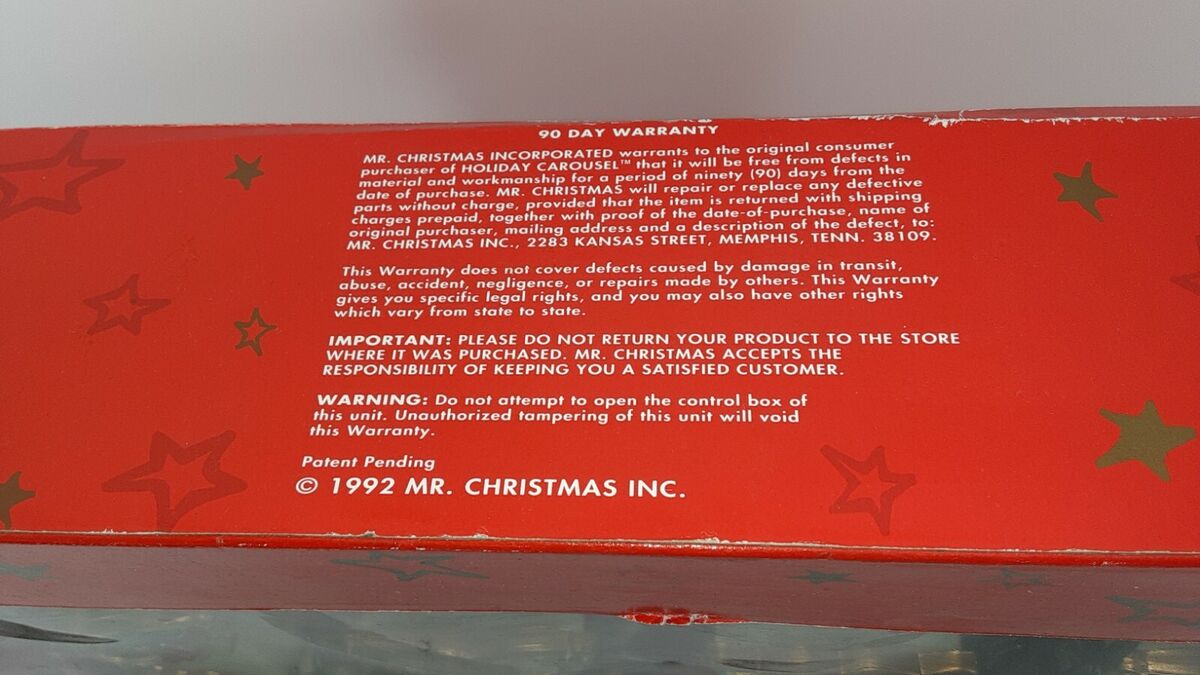 90 DAY WARRANTY
MR. CHRISTMAS INCORPORATED warrants to the original consumer
purchaser of HOLIDAY CAROUSEL™ that it will be free from defects in
material and workmanship for a period of ninety (90) days from the
date of purchase. MR. CHRISTMAS will repair or replace any defective
parts without charge, provided that the item is returned with shipping
charges prepaid, together with proof of the date-of-purchase, name of
original purchaser, mailing address and a description of the defect, to:
MR. CHRISTMAS INC., 2283 KANSAS STREET, MEMPHIS, TENN. 38109.
This Warranty does not cover defects caused by damage in transit,
abuse, accident, negligence, or repairs made by others. This Warranty
gives you specific legal rights, and you may also have other rights
which vary from state to state.
IMPORTANT: PLEASE DO NOT RETURN YOUR PRODUCT TO THE STORE
WHERE IT WAS PURCHASED. MR. CHRISTMAS ACCEPTS THE
RESPONSIBILITY OF KEEPING YOU A SATISFIED CUSTOMER.
WARNING: Do not attempt to open the control box of
this unit. Unauthorized tampering of this unit will void
this Warranty.
Patent Pending
© 1992 MR. CHRISTMAS INC.